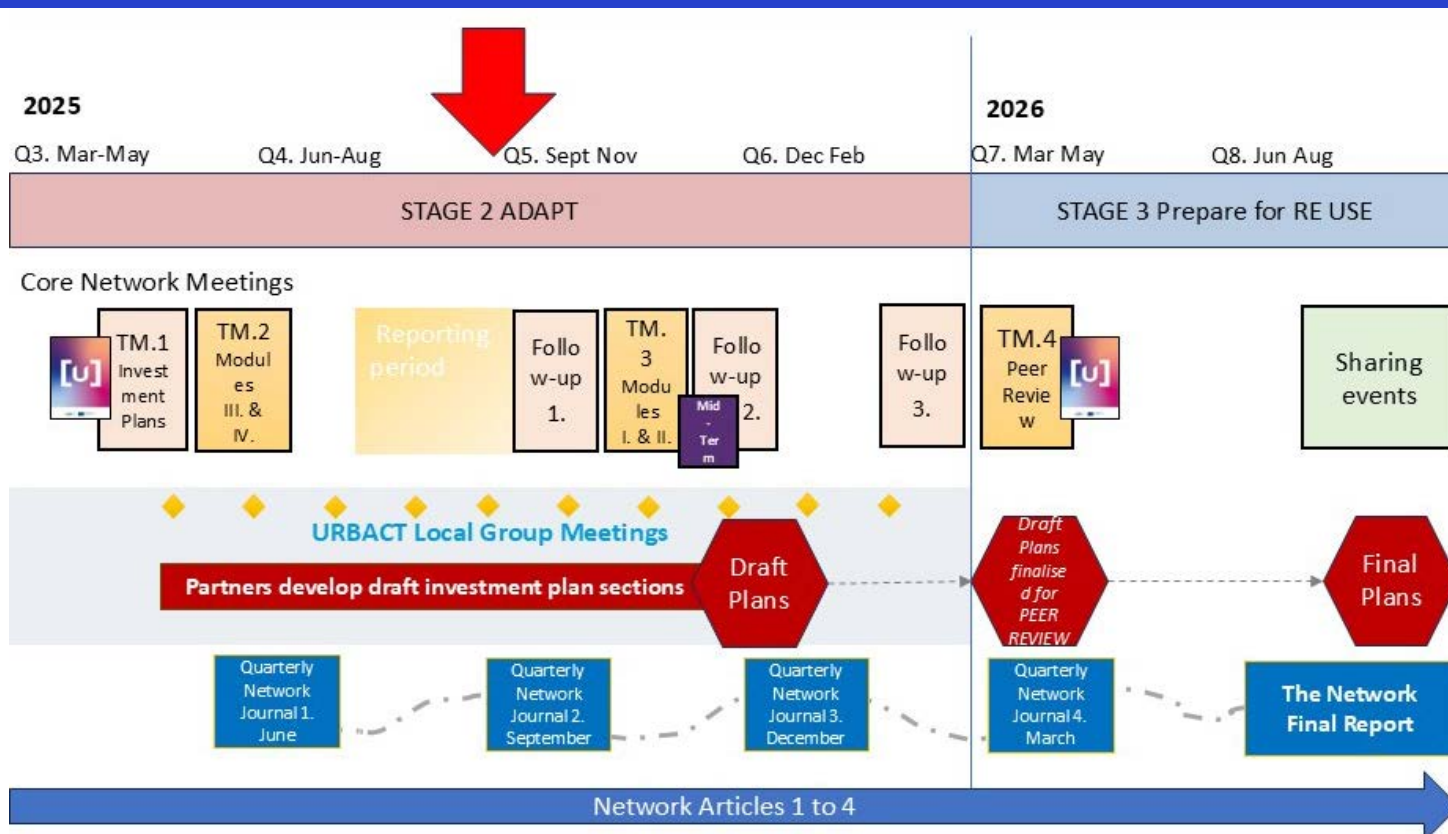 2025
2026
Q3. Mar-May
Q4. Jun-Aug
Q5. Sept Nov
Q6. Dec Feb
Q7. Mar May
Q8. Jun Aug
STAGE 2 ADAPT
STAGE 3 Prepare for RE USE
Core Network Meetings
[U]
TM.1
Invest
ment
Plans
TM.2
Modul
es
III. &
IV.
Reporting
period
Follo
w-up
1.
TM.
3
Modu
les
I. & II.
Mid
-
Ter
m
Follo
w-up
2.
Follo
w-up
3.
TM.4
Peer
Revie
w
[U]
Sharing
events
URBACT Local Group Meetings
Partners develop draft investment plan sections
Draft
Plans
Draft
Plans
finalise
d for
PEER
REVIEW
Final
Plans
Quarterly
Network
Journal 1.
June
Quarterly
Network
Journal 2.
September
Quarterly
Network
Journal 3.
December
Quarterly
Network
Journal 4.
March
The Network
Final Report
Network Articles 1 to 4